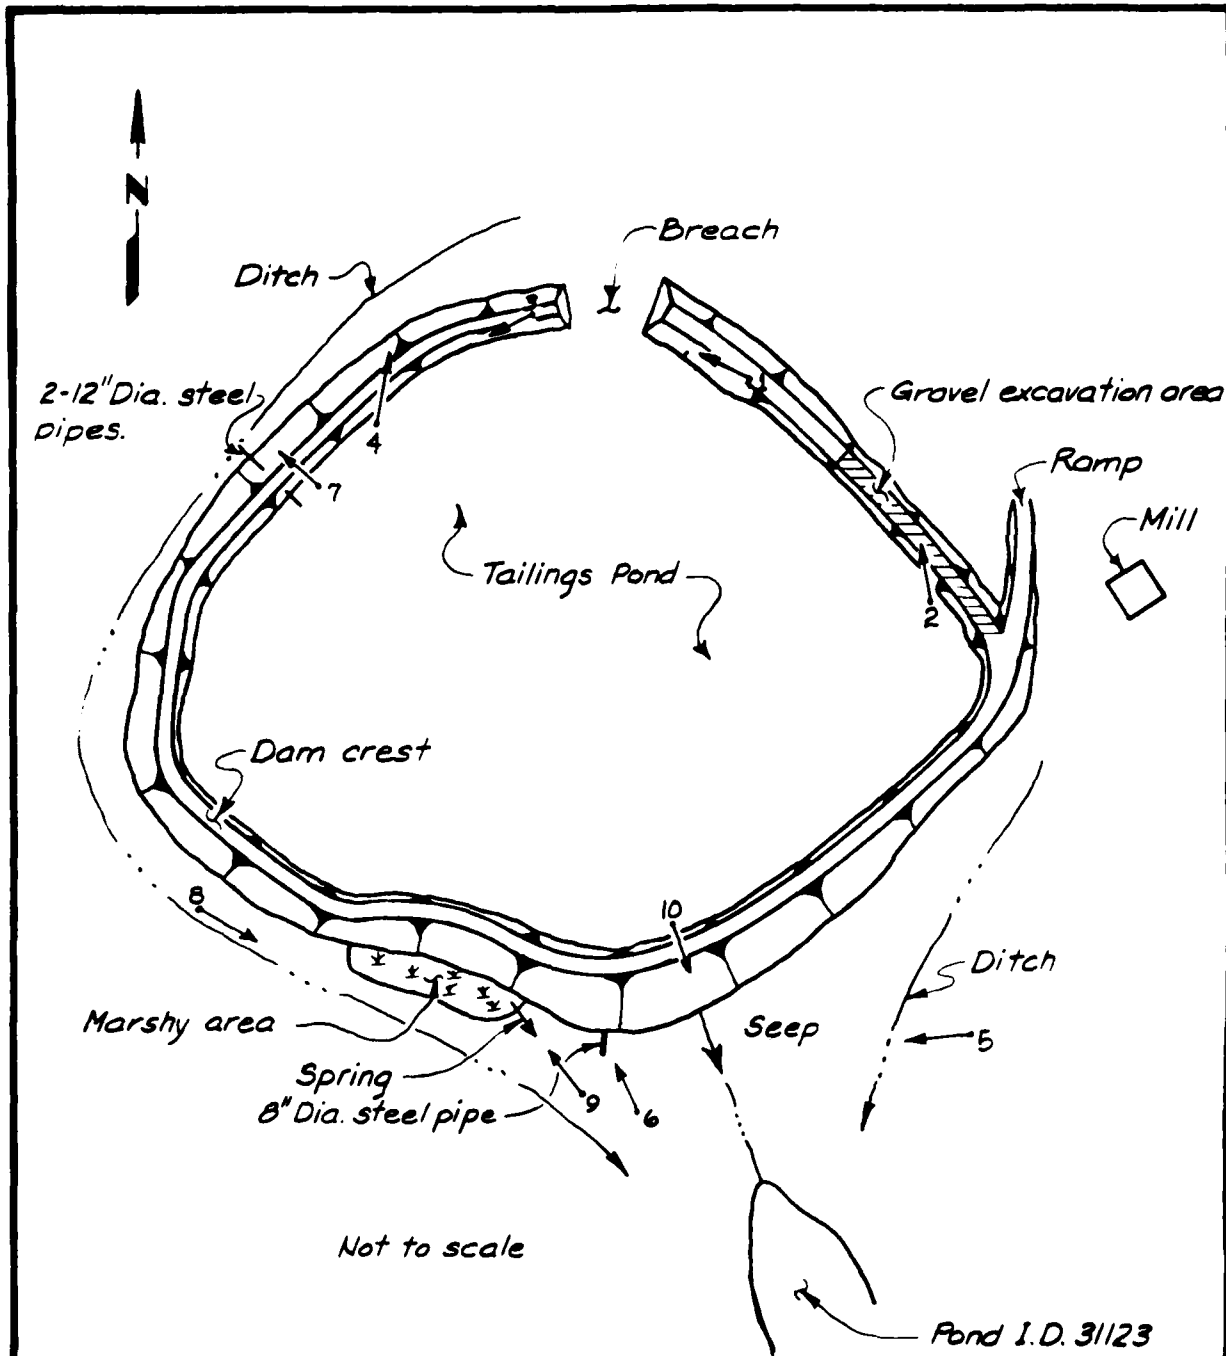 N
Breach
Ditch
3
2-12" Dia. steel
pipes.
Gravel excavation area
4
Ramp
7
Mill
Tailings Pond
2
Dam crest
8
10
Ditch
Marshy area
Seep
5
Spring
8" Dia. steel pipe
9
6
Not to scale
Pond I.D. 31123